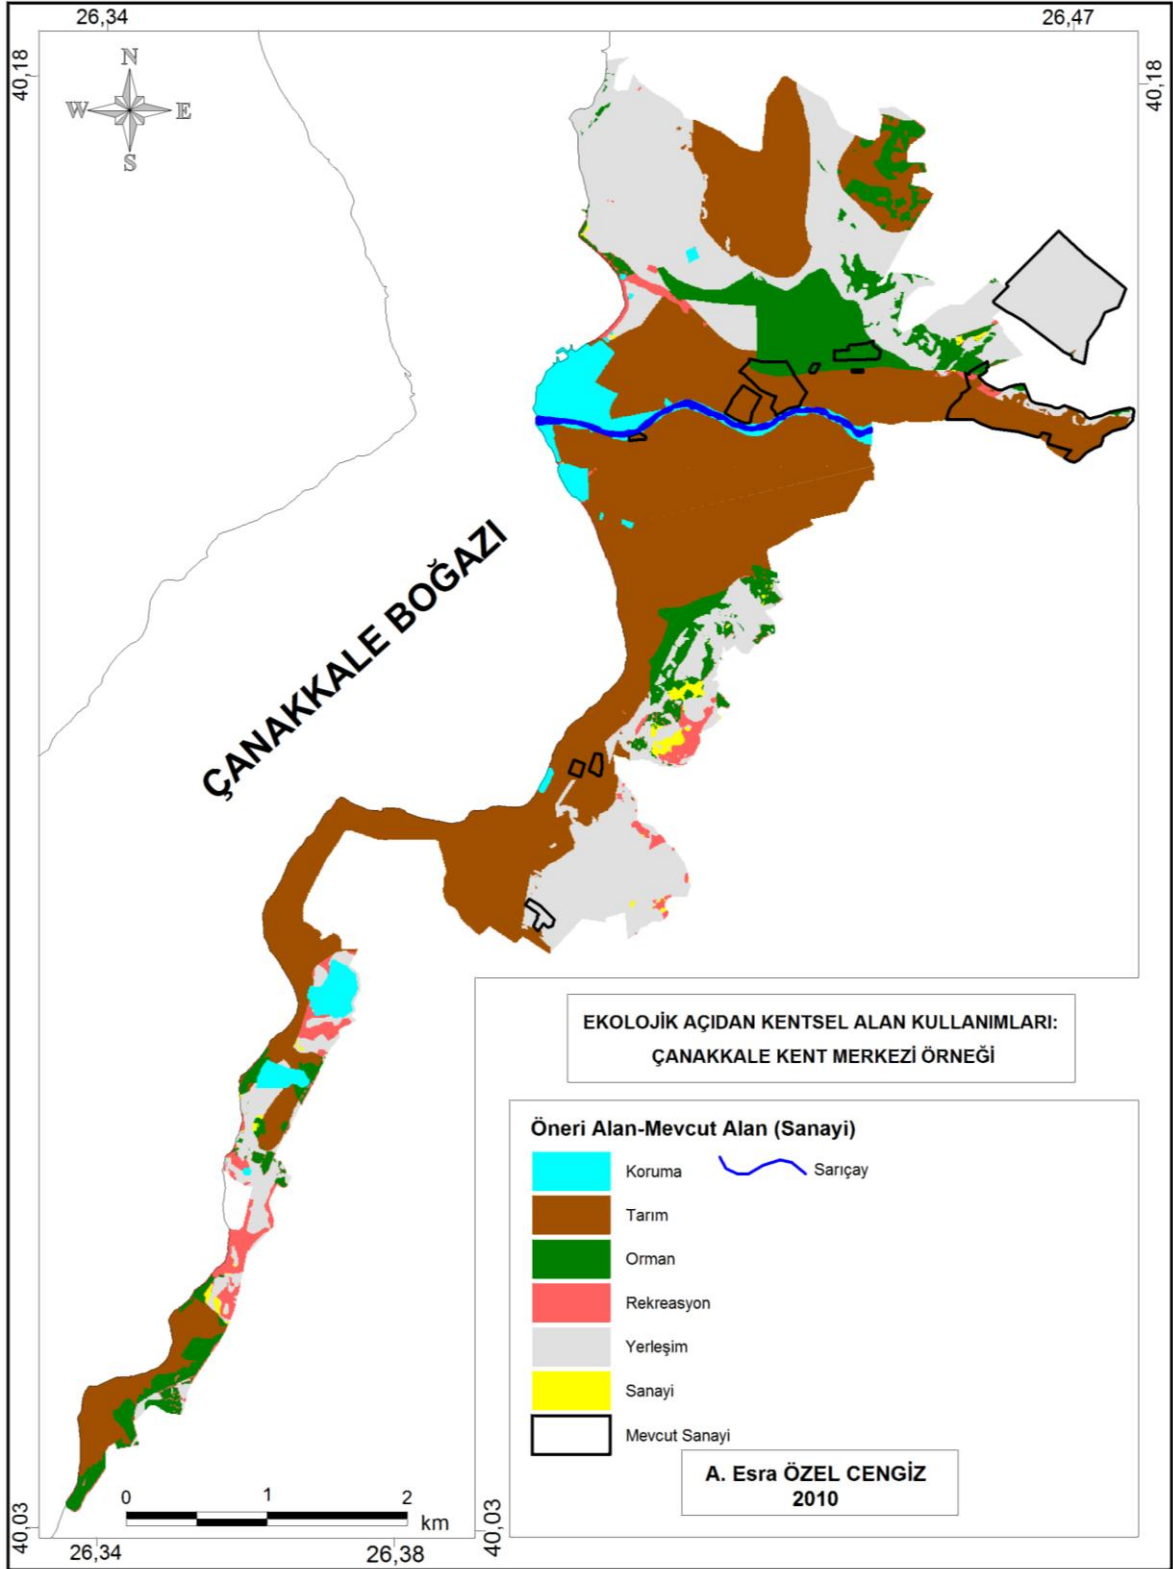 26,34
26,47
40,18
40,18
N
W
E
S
ÇANAKKALE BOĞAZI
EKOLOJİK AÇIDAN KENTSEL ALAN KULLANIMLARI:
ÇANAKKALE KENT MERKEZİ ÖRNEĞİ
Öneri Alan-Mevcut Alan (Sanayi)
Koruma
Sarıçay
Tarım
Orman
Rekreasyon
Yerleşim
Sanayi
Mevcut Sanayi
A. Esra ÖZEL CENGİZ
2010
0
1
2
km
40,03
40,03
26,34
26,38